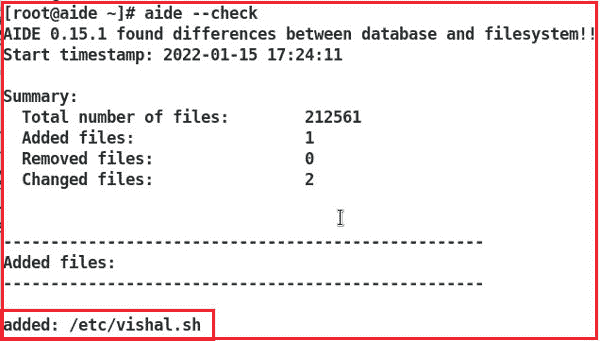 [root@aide ~]# aide --check
AIDE 0.15.1 found differences between database and filesystem!!
Start timestamp: 2022-01-15 17:24:11
Summary:
Total number of files: 212561
Added files: 1
Removed files: 0
Changed files: 2
---------------------------------------------------
Added files:
---------------------------------------------------
added: /etc/vishal.sh